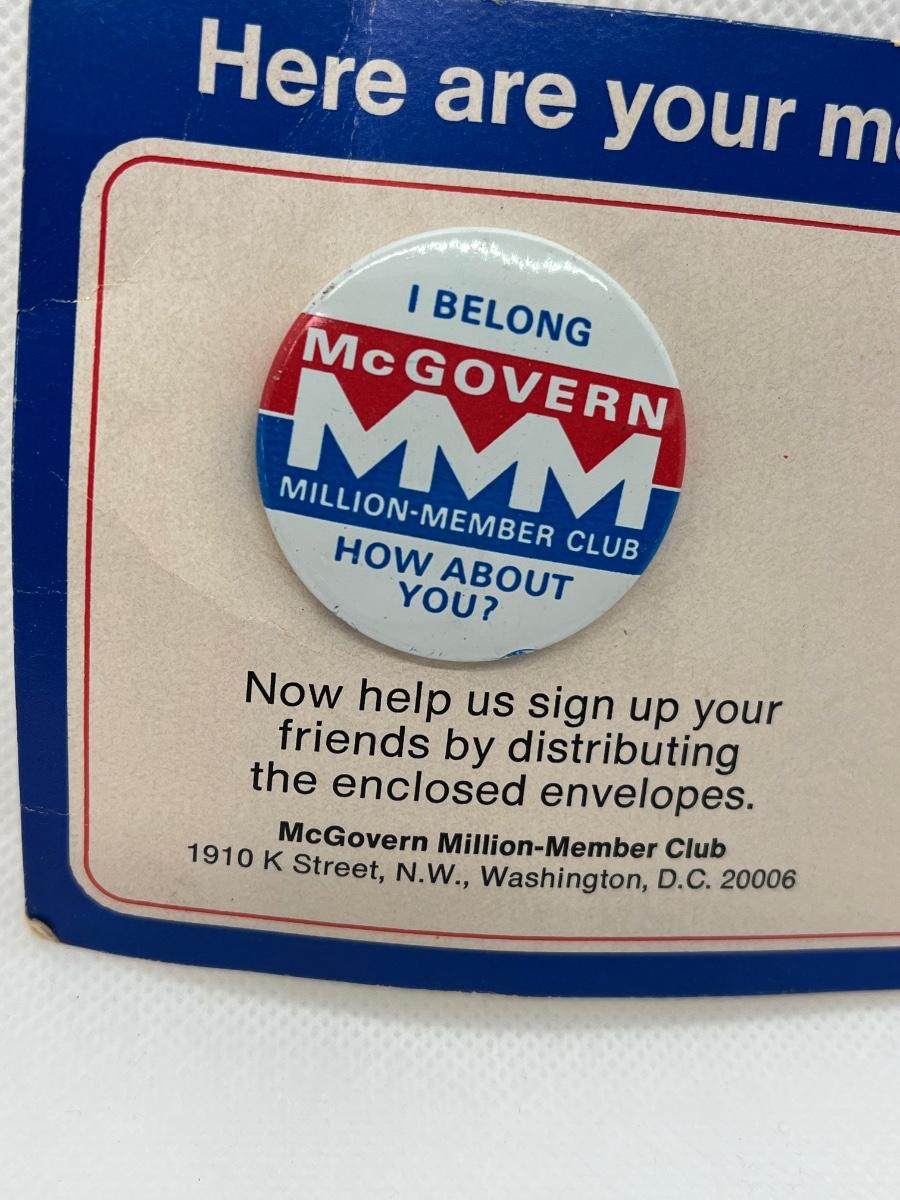 Here are your
I BELONG
McGOVERN
MMM
MILLION-MEMBER CLUB
HOW ABOUT
YOU?
Now help us sign up your
friends by distributing
the enclosed envelopes.
McGovern Million-Member Club
1910 K Street, N.W., Washington, D.C. 20006